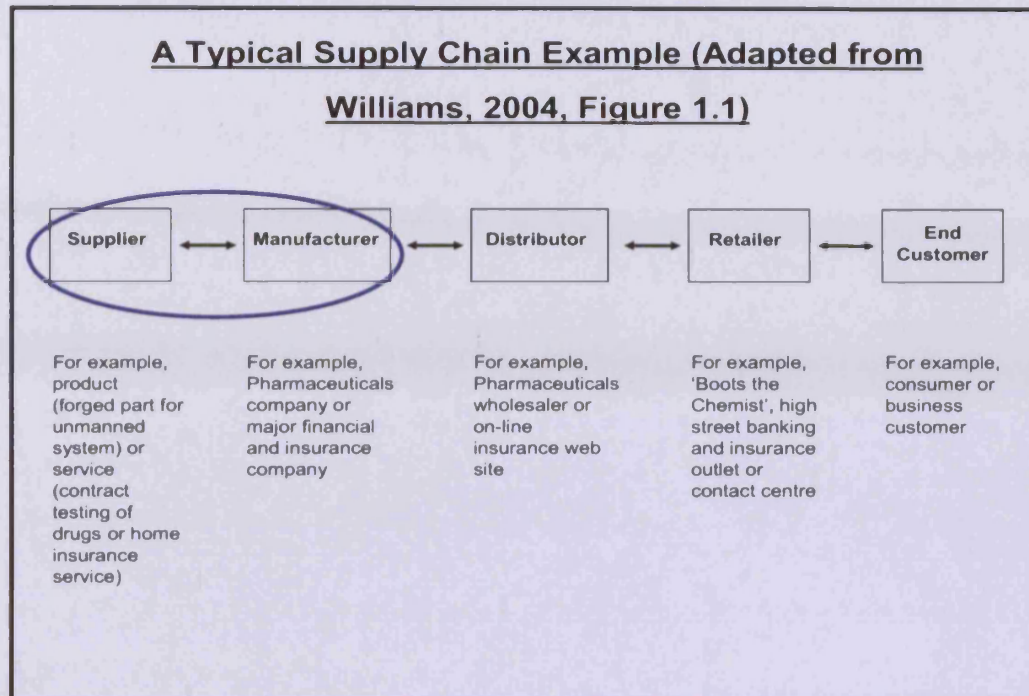 A Typical Supply Chain Example (Adapted from
Williams, 2004, Figure 1.1)
Supplier
Manufacturer
Distributor
Retailer
End
Customer
For example,
product
(forged part for
unmanned
system) or
service
(contract
testing of
drugs or home
insurance
service)
For example,
Pharmaceuticals
company or
major financial
and insurance
company
For example,
Pharmaceuticals
wholesaler or
on-line
insurance web
site
For example,
'Boots the
Chemist', high
street banking
and insurance
outlet or
contact centre
For example,
consumer or
business
customer